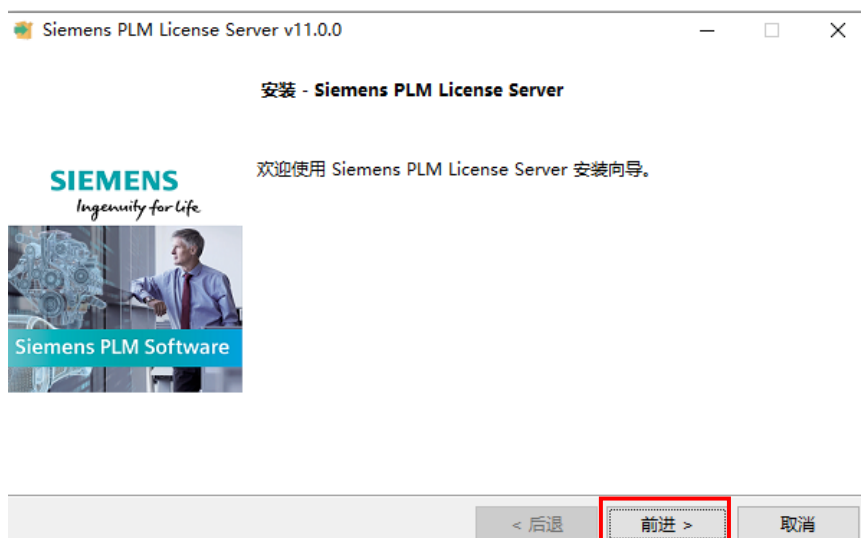 Siemens PLM License Server v11.0.0
安装 - Siemens PLM License Server
欢迎使用 Siemens PLM License Server 安装向导。
SIEMENS
Ingenuity for life
Siemens PLM Software
< 后退
前进 >
取消